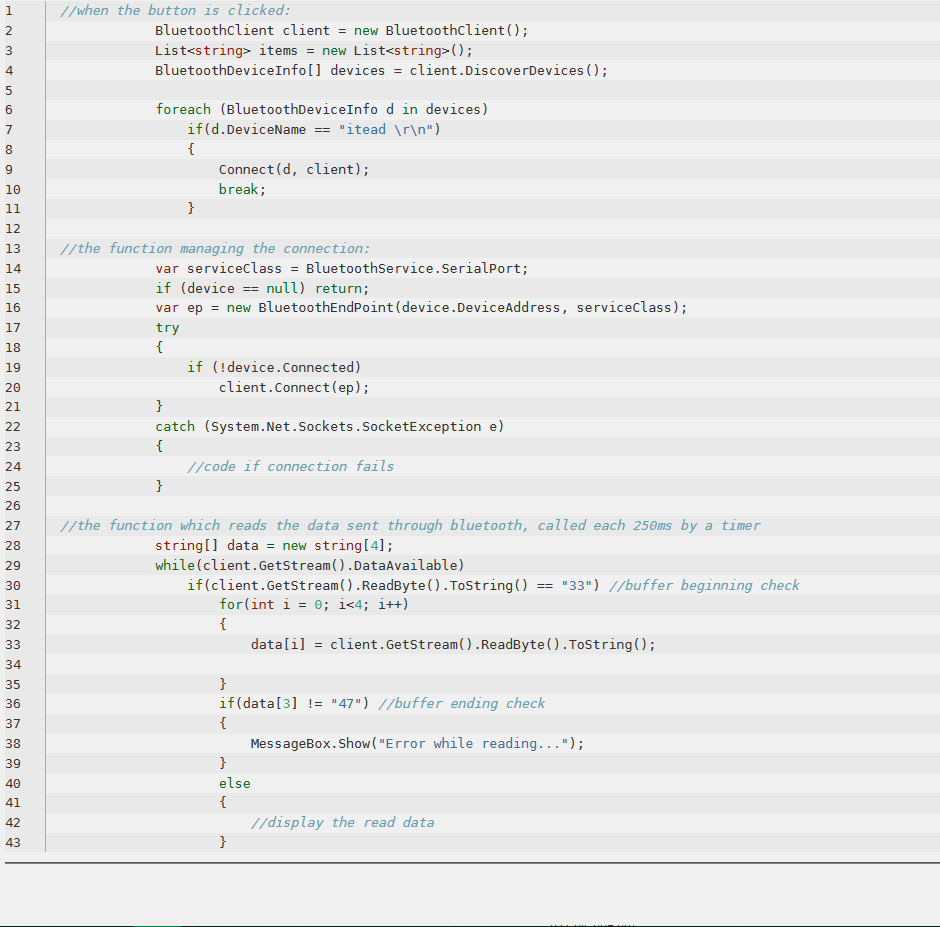 1 //when the button is clicked:
2 BluetoothClient client = new BluetoothClient();
3 List<string> items = new List<string>();
4 BluetoothDeviceInfo[] devices = client.DiscoverDevices();
5
6 foreach (BluetoothDeviceInfo d in devices)
7 if(d.DeviceName == "itead \r\n")
8 {
9 Connect(d, client);
10 break;
11 }
12
13 //the function managing the connection:
14 var serviceClass = BluetoothService.SerialPort;
15 if (device == null) return;
16 var ep = new BluetoothEndPoint(device.DeviceAddress, serviceClass);
17 try
18 {
19 if (!device.Connected)
20 client.Connect(ep);
21 }
22 catch (System.Net.Sockets.SocketException e)
23 {
24 //code if connection fails
25 }
26
27 //the function which reads the data sent through bluetooth, called each 250ms by a timer
28 string[] data = new string[4];
29 while(client.GetStream().DataAvailable)
30 if(client.GetStream().ReadByte().ToString() == "33") //buffer beginning check
31 for(int i = 0; i<4; i++)
32 {
33 data[i] = client.GetStream().ReadByte().ToString();
34
35 }
36 if(data[3] != "47") //buffer ending check
37 {
38 MessageBox.Show("Error while reading...");
39 }
40 else
41 {
42 //display the read data
43 }